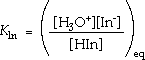 K_In = ( [H₃O⁺][In⁻] / [HIn] )_eq